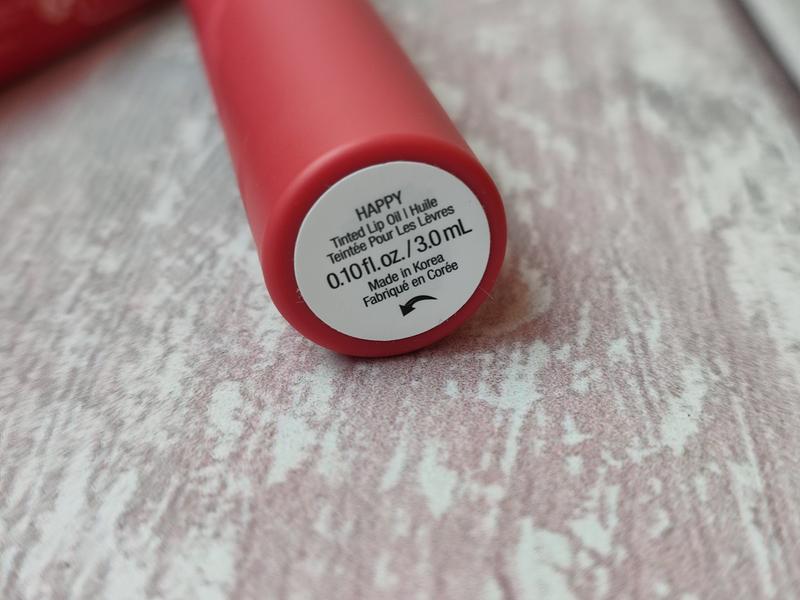 HAPPY
Tinted Lip Oil | Huile
Teintée Pour Les Lèvres
0.10 fl. oz. / 3.0 mL
Made in Korea
Fabriqué en Corée